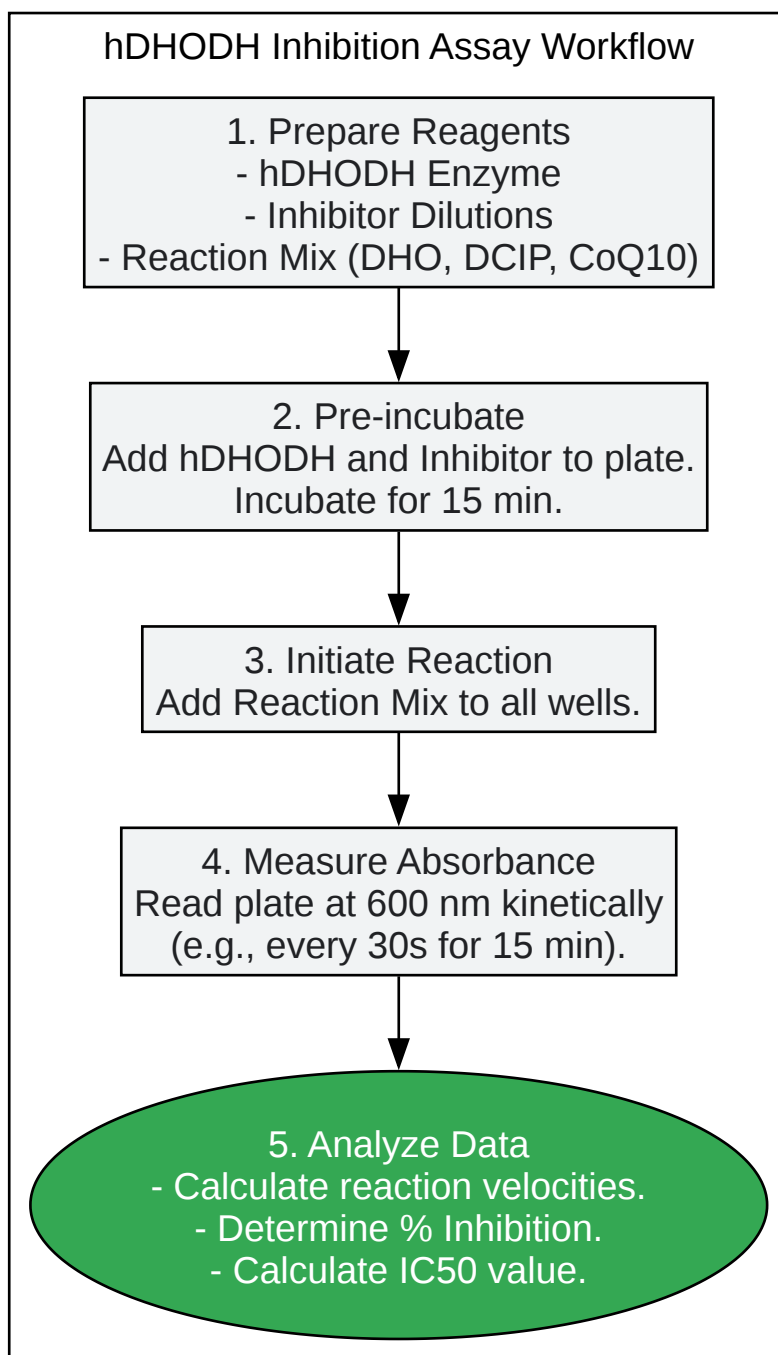 hDHODH Inhibition Assay Workflow
1. Prepare Reagents
- hDHODH Enzyme
- Inhibitor Dilutions
- Reaction Mix (DHO, DCIP, CoQ10)
2. Pre-incubate
Add hDHODH and Inhibitor to plate.
Incubate for 15 min.
3. Initiate Reaction
Add Reaction Mix to all wells.
4. Measure Absorbance
Read plate at 600 nm kinetically
(e.g., every 30s for 15 min).
5. Analyze Data
- Calculate reaction velocities.
- Determine % Inhibition.
- Calculate IC50 value.